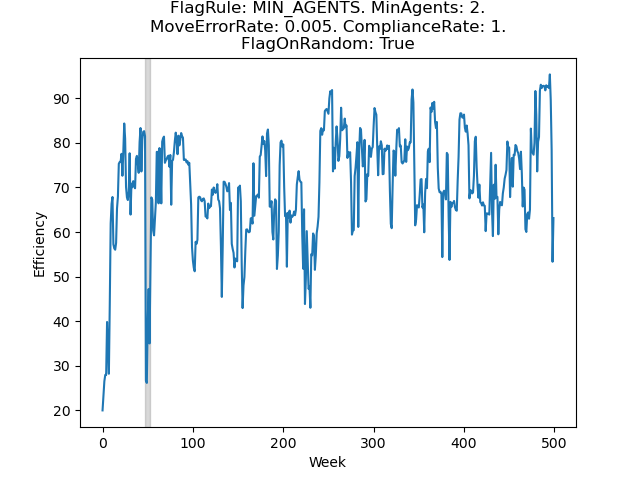 FlagRule: MIN_AGENTS. MinAgents: 2.
MoveErrorRate: 0.005. ComplianceRate: 1.
FlagOnRandom: True
Efficiency
90
80
70
60
50
40
30
20
0 100 200 300 400 500
Week